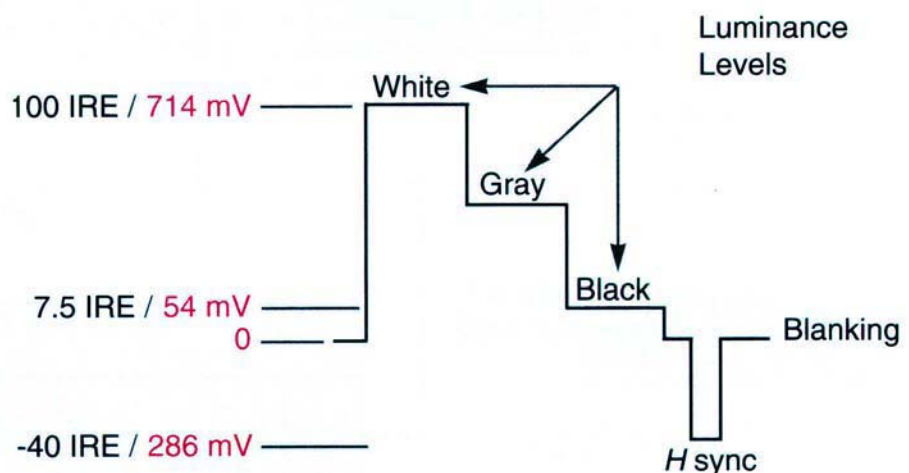 Luminance
Levels
White
100 IRE / 714 mV
Gray
Black
7.5 IRE / 54 mV
0
Blanking
-40 IRE / 286 mV
H sync